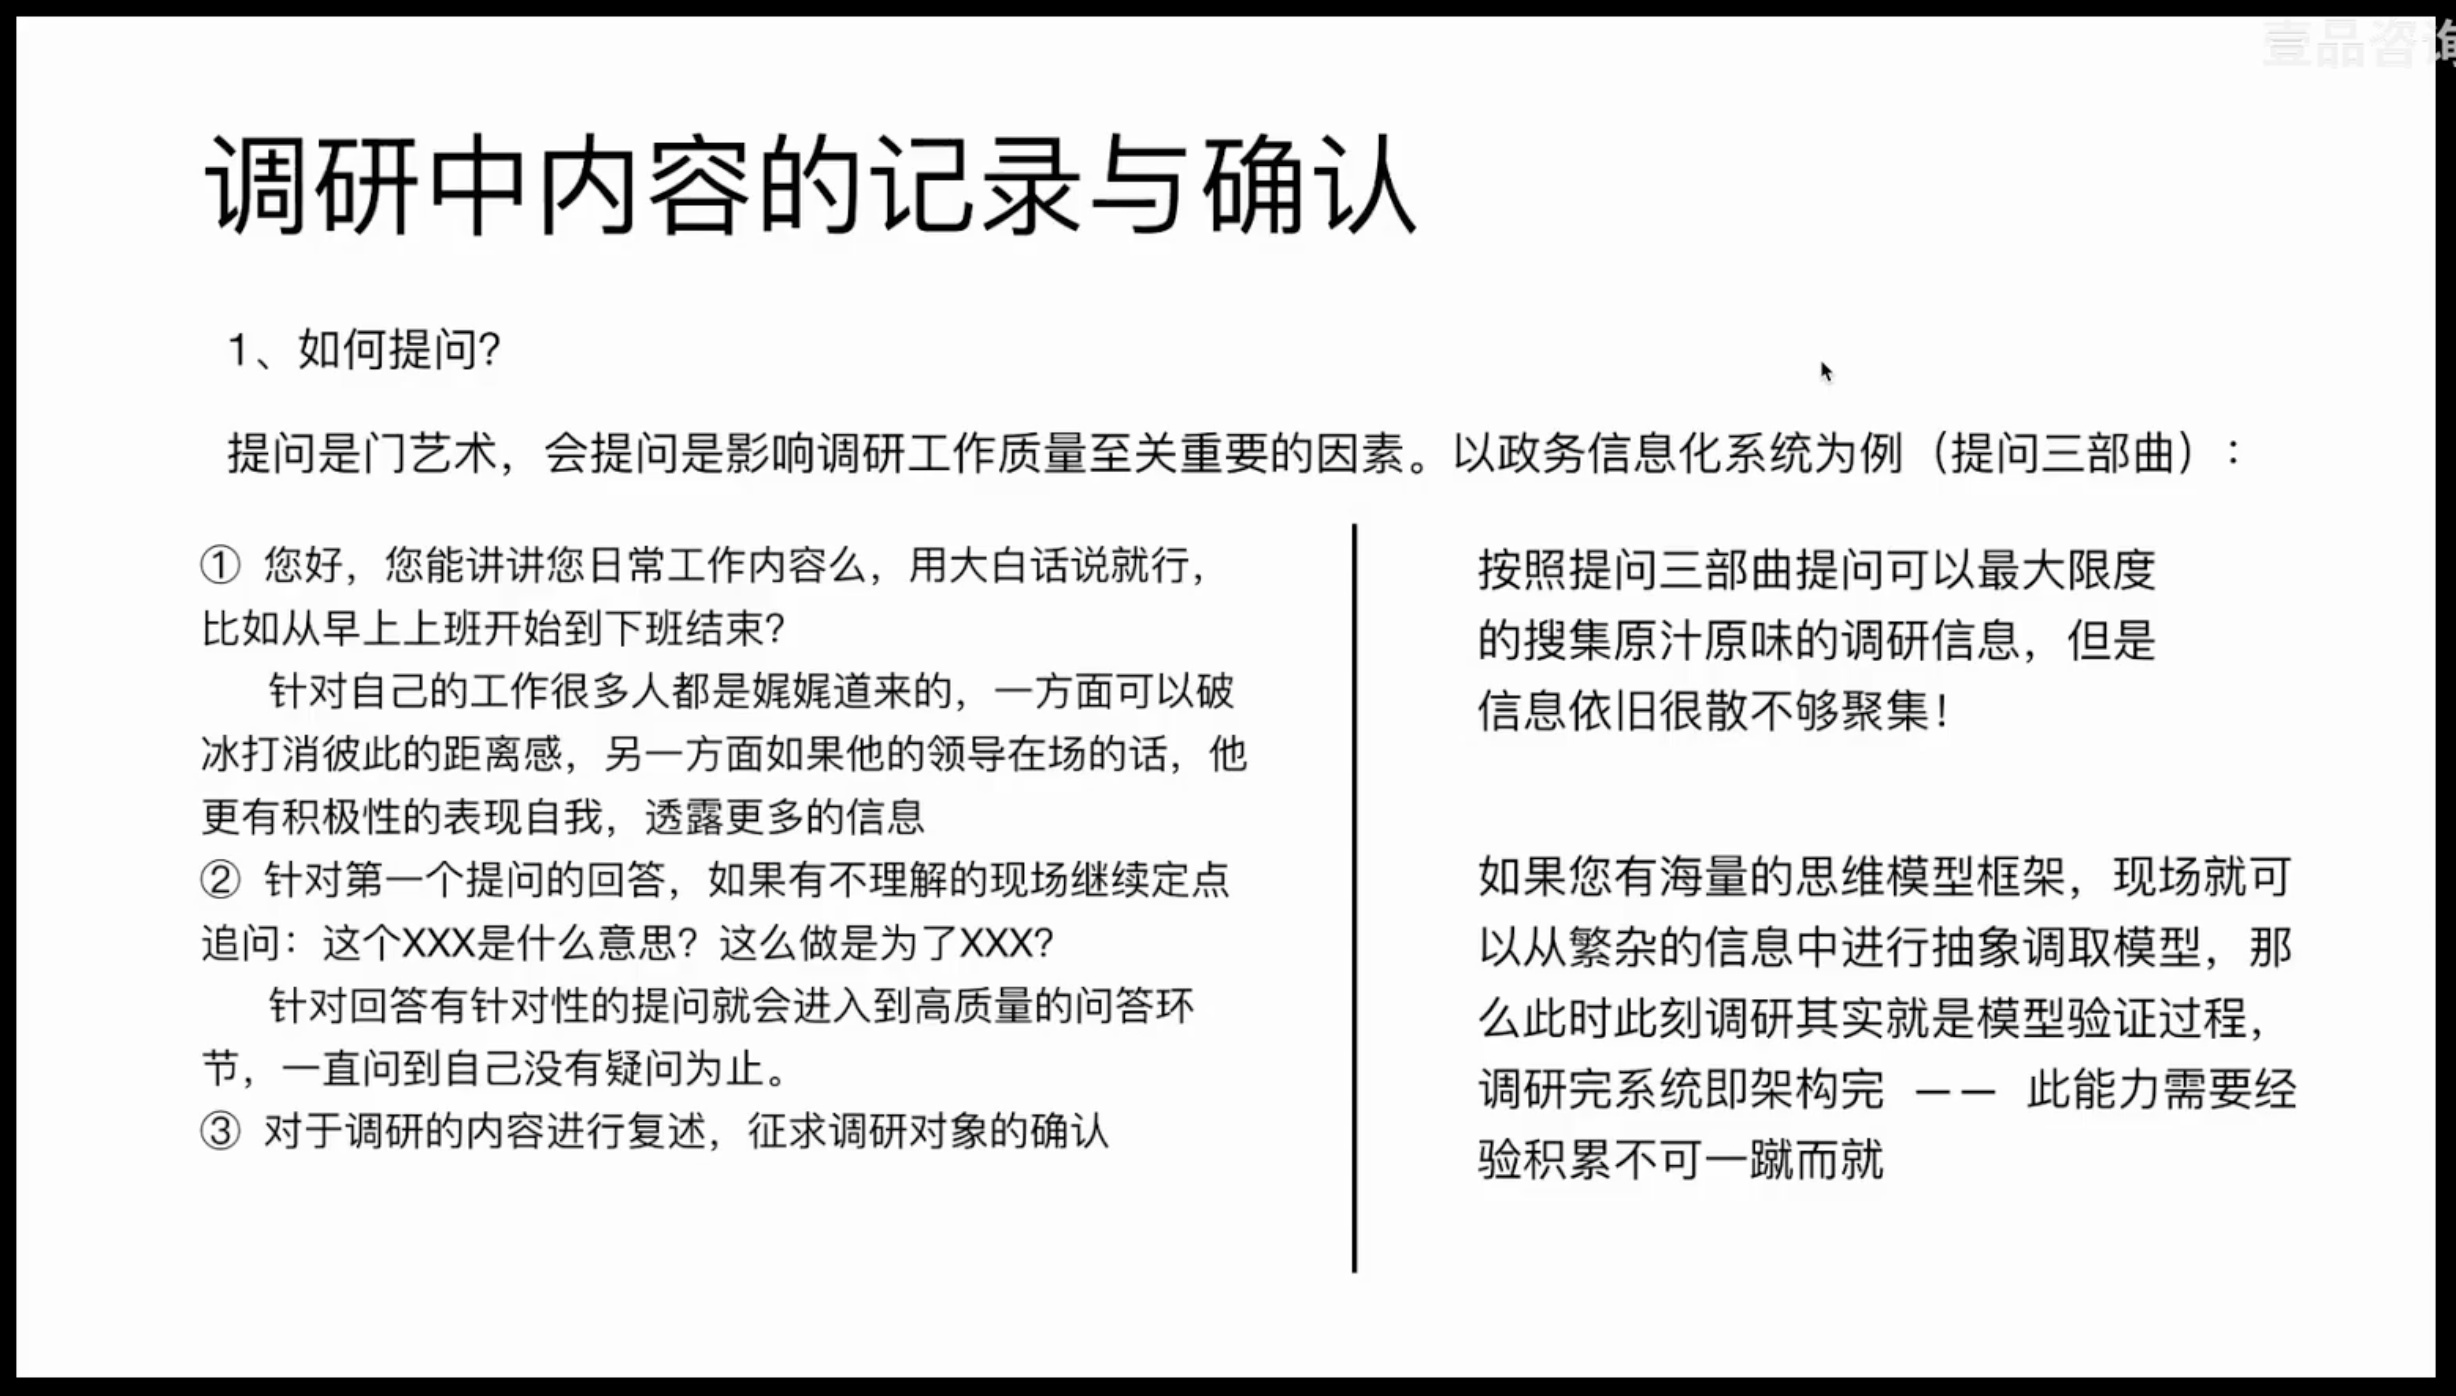 壹品咨询
调研中内容的记录与确认
1、如何提问?
提问是门艺术，会提问是影响调研工作质量至关重要的因素。以政务信息化系统为例（提问三部曲）:
① 您好，您能讲讲您日常工作内容么，用大白话说就行，
比如从早上上班开始到下班结束?
针对自己的工作很多人都是娓娓道来的，一方面可以破
冰打消彼此的距离感，另一方面如果他的领导在场的话，他
更有积极性的表现自我，透露更多的信息
② 针对第一个提问的回答，如果有不理解的现场继续定点
追问：这个XXX是什么意思? 这么做是为了XXX?
针对回答有针对性的提问就会进入到高质量的问答环
节，一直问到自己没有疑问为止。
③ 对于调研的内容进行复述，征求调研对象的确认
按照提问三部曲提问可以最大限度
的搜集原汁原味的调研信息，但是
信息依旧很散不够聚集！
如果您有海量的思维模型框架，现场就可
以从繁杂的信息中进行抽象调取模型，那
么此时此刻调研其实就是模型验证过程，
调研完系统即架构完 —— 此能力需要经
验积累不可一蹴而就